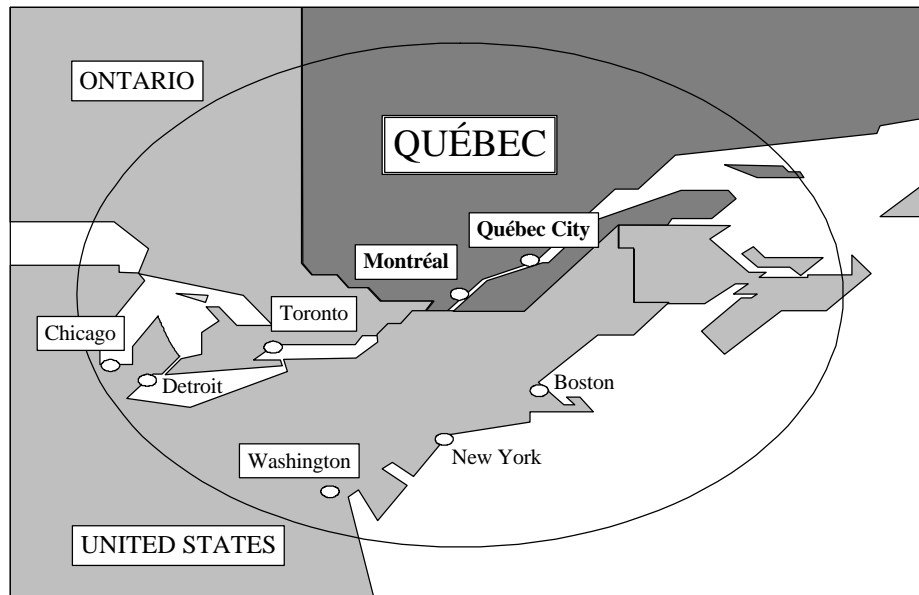 ONTARIO
QUÉBEC
Québec City
Montréal
Toronto
Chicago
Detroit
Boston
New York
Washington
UNITED STATES